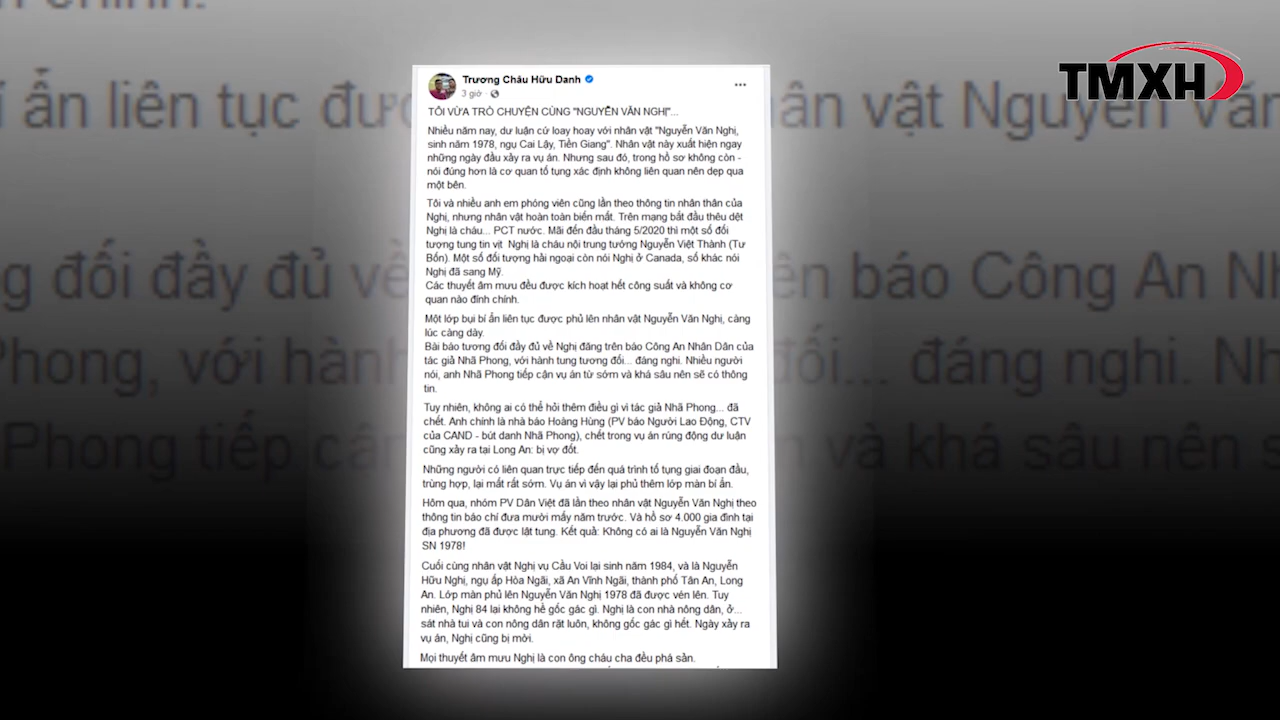 TMXH
Trương Châu Hữu Danh
3 giờ
TÔI VỪA TRÒ CHUYỆN CÙNG "NGUYỄN VĂN NGHỊ"...
Nhiều năm nay, dư luận cứ loay hoay với nhân vật "Nguyễn Văn Nghị,
sinh năm 1978, ngụ Cai Lậy, Tiền Giang". Nhân vật này xuất hiện ngay
những ngày đầu xảy ra vụ án. Nhưng sau đó, trong hồ sơ không còn -
nói đúng hơn là cơ quan tố tụng xác định không liên quan nên dẹp qua
một bên.
Tôi và nhiều anh em phóng viên cũng lần theo thông tin nhân thân của
Nghị, nhưng nhân vật hoàn toàn biến mất. Trên mạng bắt đầu thêu dệt
Nghị là cháu... PCT nước. Mãi đến đầu tháng 5/2020 thì một số đối
tượng tung tin vịt Nghị là cháu nội trung tướng Nguyễn Việt Thành (Tư
Bốn). Một số đối tượng hải ngoại còn nói Nghị ở Canada, số khác nói
Nghị đã sang Mỹ.
Các thuyết âm mưu đều được kích hoạt hết công suất và không cơ
quan nào đính chính.
Một lớp bụi bí ẩn liên tục được phủ lên nhân vật Nguyễn Văn Nghị, càng
lúc càng dày.
Bài báo tương đối đầy đủ về Nghị đăng trên báo Công An Nhân Dân của
tác giả Nhã Phong, với hành tung tương đối... đáng nghi. Nhiều người
nói, anh Nhã Phong tiếp cận vụ án từ sớm và khá sâu nên sẽ có thông
tin.
Tuy nhiên, không ai có thể hỏi thêm điều gì vì tác giả Nhã Phong... đã
chết. Anh chính là nhà báo Hoàng Hùng (PV báo Người Lao Động, CTV
của CAND - bút danh Nhã Phong), chết trong vụ án rúng động dư luận
cũng xảy ra tại Long An: bị vợ đốt.
Những người có liên quan trực tiếp đến quá trình tố tụng giai đoạn đầu,
trùng hợp, lại mất rất sớm. Vụ án vì vậy lại phủ thêm lớp màn bí ẩn.
Hôm qua, nhóm PV Dân Việt đã lần theo nhân vật Nguyễn Văn Nghị theo
thông tin báo chí đưa mười mấy năm trước. Và hồ sơ 4.000 gia đình tại
địa phương đã được lật tung. Kết quả: Không có ai là Nguyễn Văn Nghị
SN 1978!
Cuối cùng nhân vật Nghị vụ Cầu Voi lại sinh năm 1984, và là Nguyễn
Hữu Nghị, ngụ ấp Hòa Ngãi, xã An Vĩnh Ngãi, thành phố Tân An, Long
An. Lớp màn phủ lên Nguyễn Văn Nghị 1978 đã được vén lên. Tuy
nhiên, Nghị 84 lại không hề gốc gác gì. Nghị là con nhà nông dân, ở...
sát nhà tui và con nông dân rặt luôn, không gốc gác gì hết. Ngày xảy ra
vụ án, Nghị cũng bị mời.
Mọi thuyết âm mưu Nghị là con ông cháu cha đều phá sản.